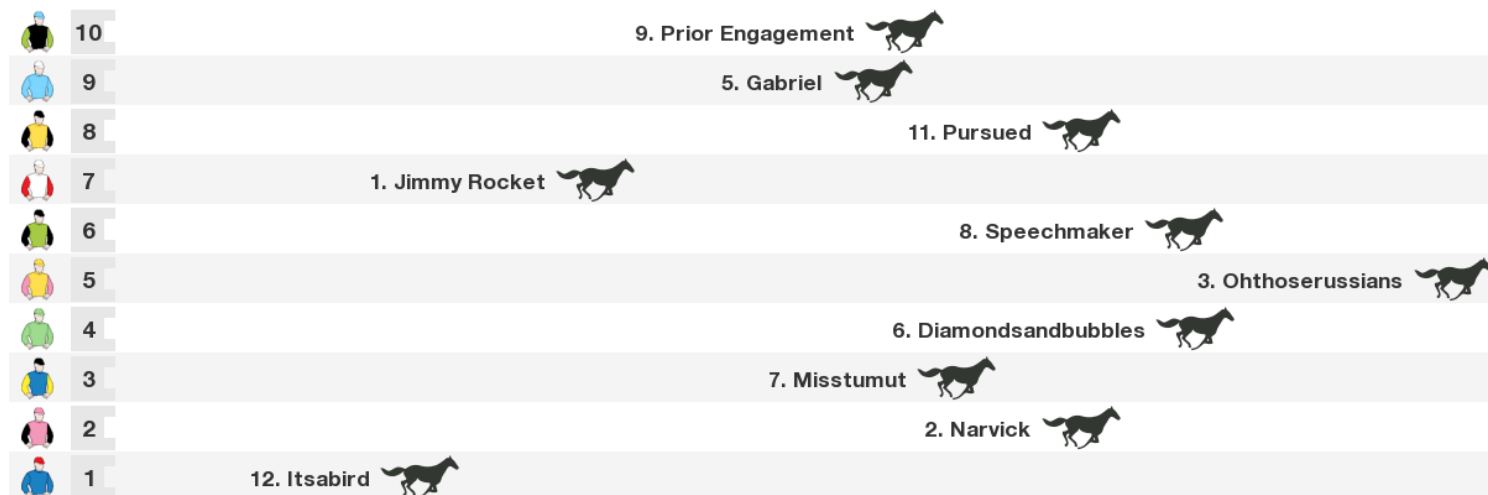 10 9. Prior Engagement
9 5. Gabriel
8 11. Pursued
7 1. Jimmy Rocket
6 8. Speechmaker
5 3. Ohthoserussians
4 6. Diamondsandbubbles
3 7. Misstumut
2 2. Narvick
1 12. Itsabird